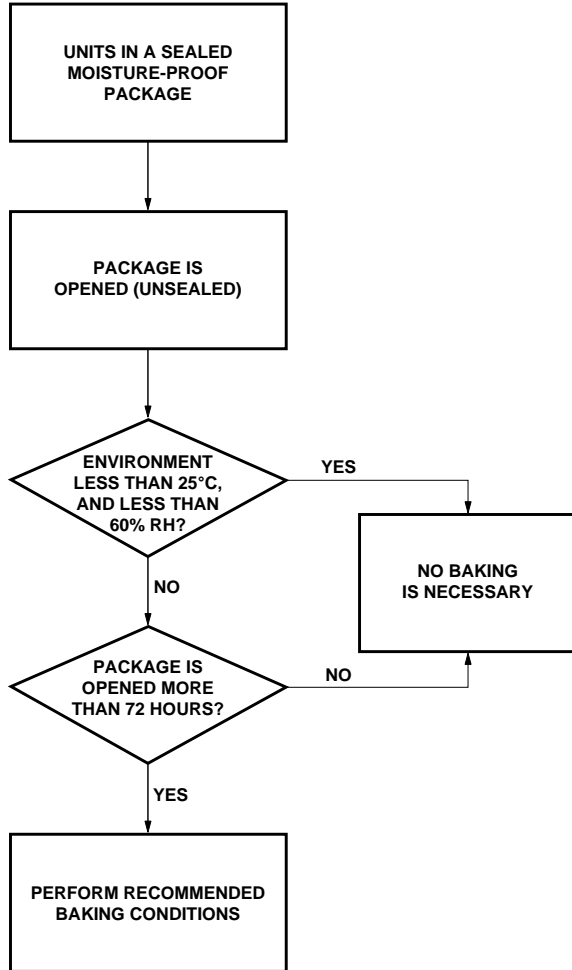 UNITS IN A SEALED
MOISTURE-PROOF
PACKAGE
PACKAGE IS
OPENED (UNSEALED)
ENVIRONMENT
LESS THAN 25°C,
AND LESS THAN
60% RH?
YES
NO BAKING
IS NECESSARY
NO
PACKAGE IS
OPENED MORE
THAN 72 HOURS?
NO
YES
PERFORM RECOMMENDED
BAKING CONDITIONS